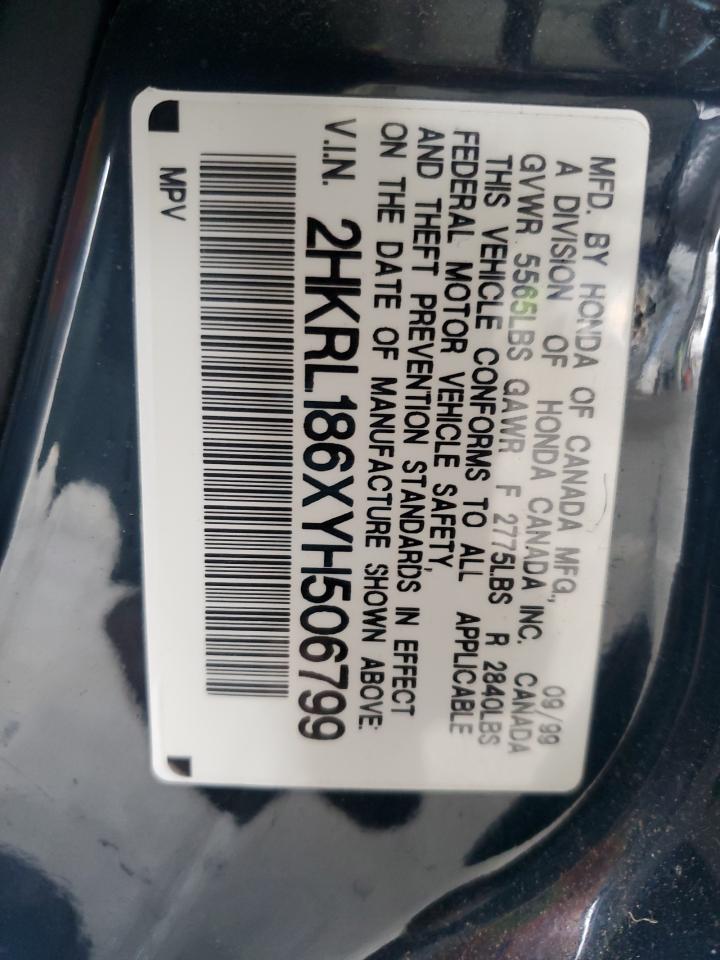 MFD. BY HONDA OF CANADA MFG.,
A DIVISION OF HONDA CANADA INC. 09/99
GVWR 5565LBS GAWR F 2775LBS R 2840LBS
THIS VEHICLE CONFORMS TO ALL APPLICABLE CANADA
FEDERAL MOTOR VEHICLE SAFETY,
AND THEFT PREVENTION STANDARDS IN EFFECT
ON THE DATE OF MANUFACTURE SHOWN ABOVE.
V.I.N. 2HKRL186XYH506799
MPV